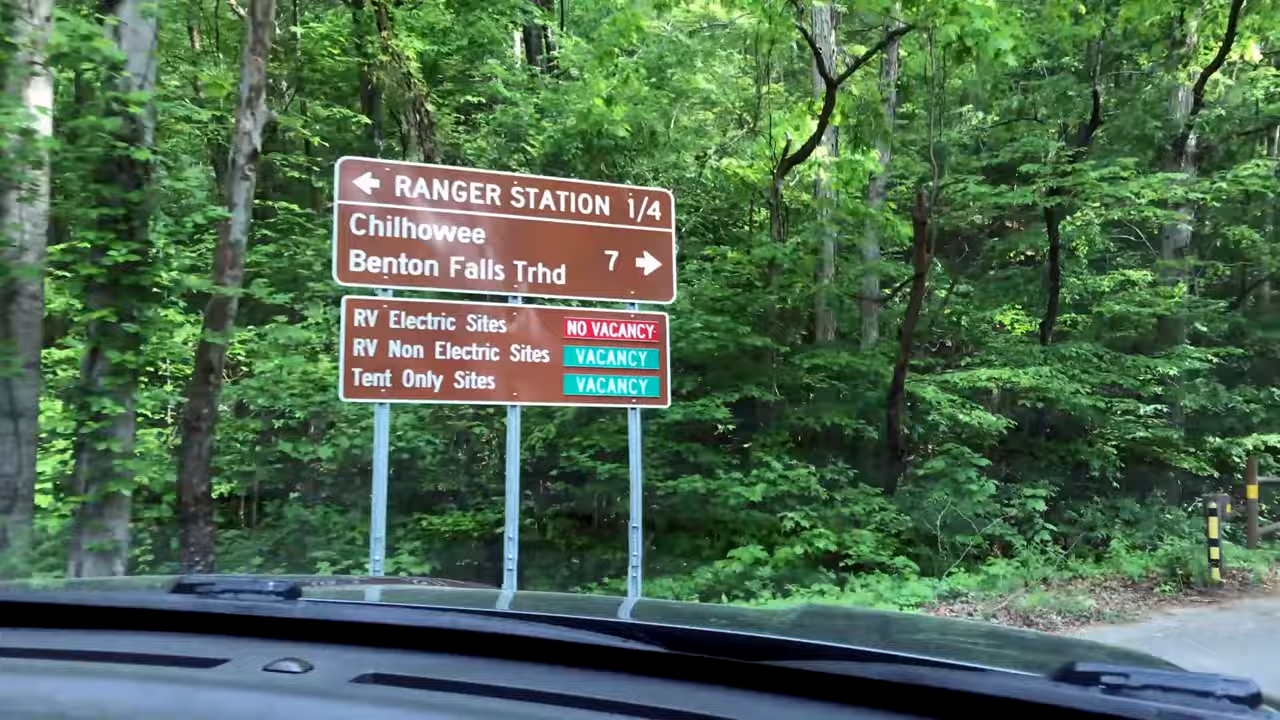 RANGER STATION 1/4
Chilhowee
Benton Falls Trhd 7
RV Electric Sites NO VACANCY
RV Non Electric Sites VACANCY
Tent Only Sites VACANCY